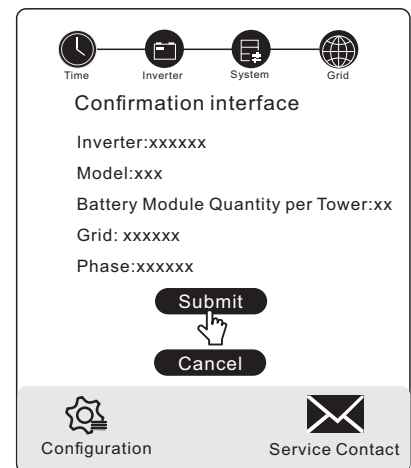 Time Inverter System Grid
Confirmation interface
Inverter:xxxxxx
Model:xxx
Battery Module Quantity per Tower:xx
Grid: xxxxxx
Phase:xxxxxx
Submit
Cancel
Configuration Service Contact